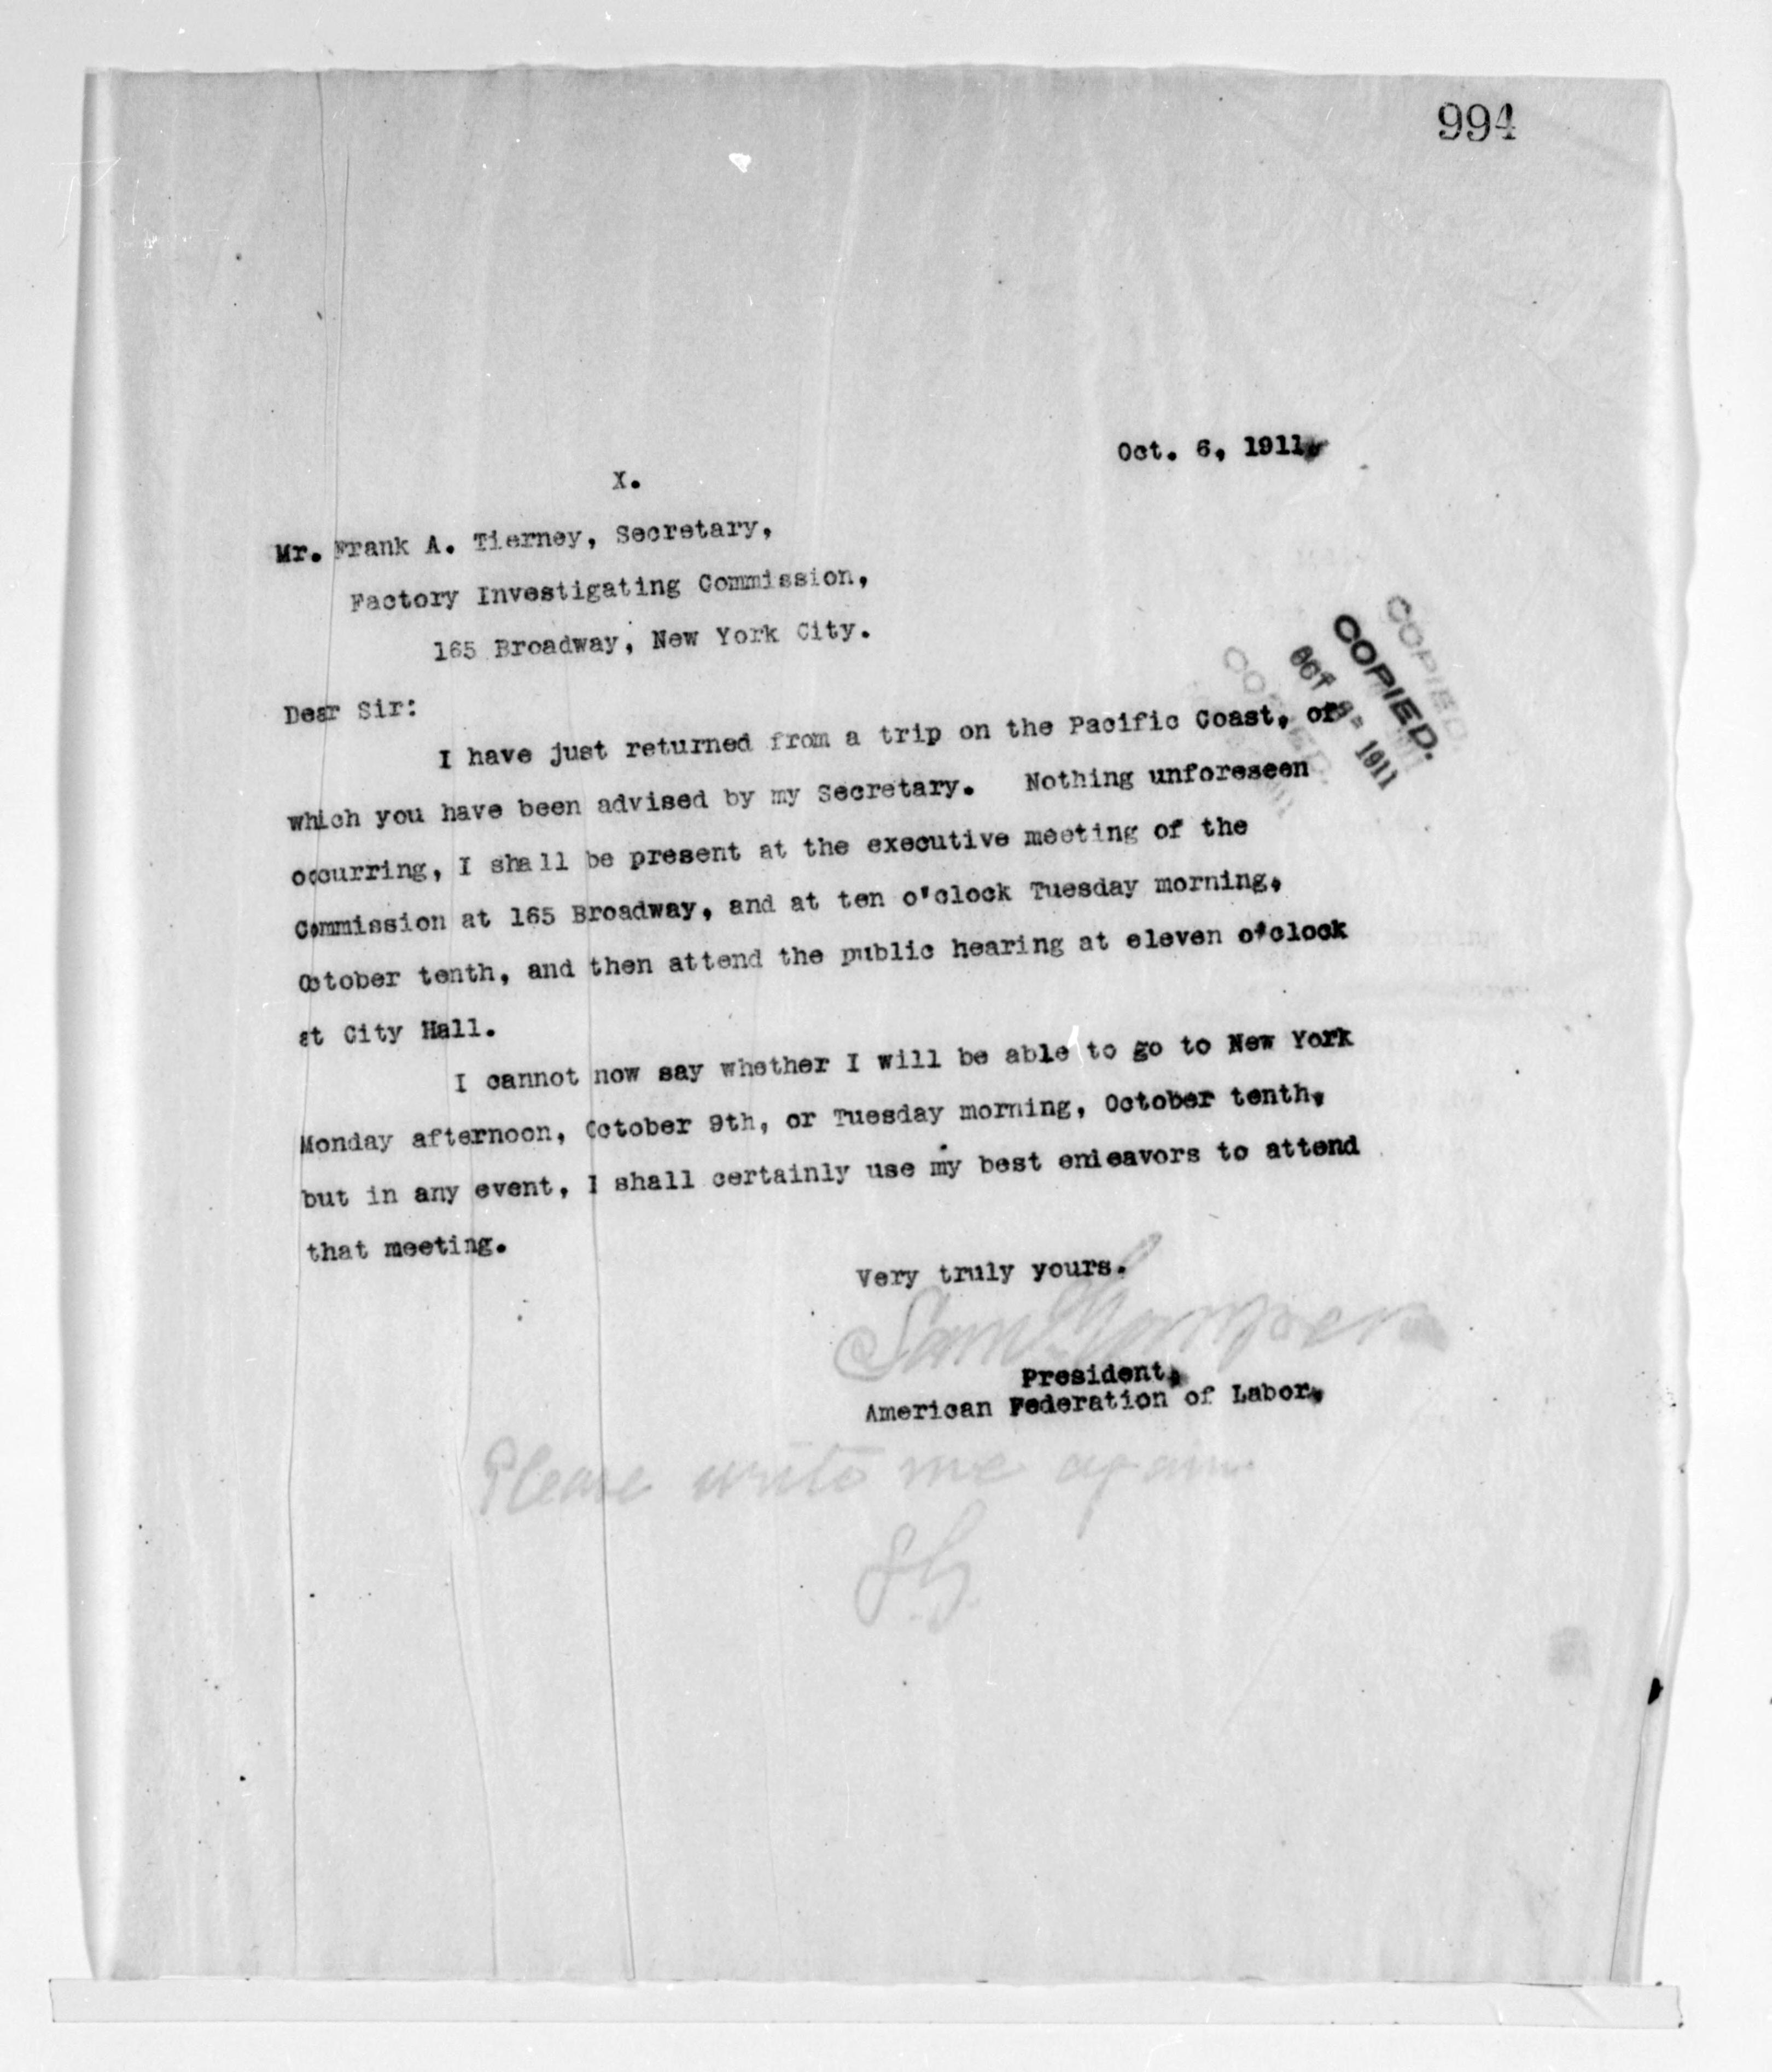 994
Oct. 6, 1911.
X.
Mr. Frank A. Tierney, Secretary,
Factory Investigating Commission,
165 Broadway, New York City.
COPIED.
OCT 1911
COPIED.
Dear Sir:
I have just returned from a trip on the Pacific Coast, of
which you have been advised by my Secretary. Nothing unforeseen
occurring, I shall be present at the executive meeting of the
Commission at 165 Broadway, and at ten o'clock Tuesday morning,
October tenth, and then attend the public hearing at eleven o'clock
at City Hall.
I cannot now say whether I will be able to go to New York
Monday afternoon, October 9th, or Tuesday morning, October tenth,
but in any event, I shall certainly use my best endeavors to attend
that meeting.
Very truly yours.
Saml Gompers
President,
American Federation of Labor.
Please write me again
S.G.